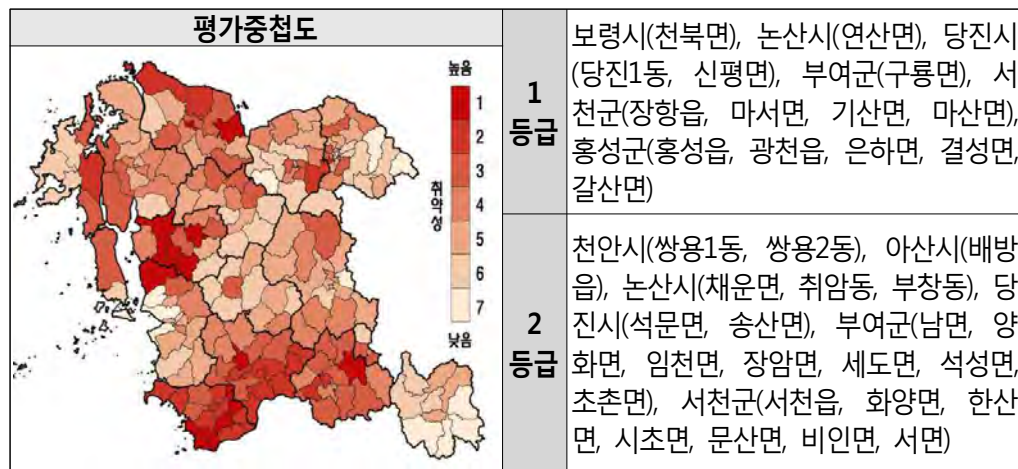 평가중첩도
높음
1
2
3
4
5
6
7
낮음
취약성
1
등급
보령시(천북면), 논산시(연산면), 당진시
(당진1동, 신평면), 부여군(구룡면), 서
천군(장항읍, 마서면, 기산면, 마산면),
홍성군(홍성읍, 광천읍, 은하면, 결성면,
갈산면)
2
등급
천안시(쌍용1동, 쌍용2동), 아산시(배방
읍), 논산시(채운면, 취암동, 부창동), 당
진시(석문면, 송산면), 부여군(남면, 양
화면, 임천면, 장암면, 세도면, 석성면,
초촌면), 서천군(서천읍, 화양면, 한산
면, 시초면, 문산면, 비인면, 서면)